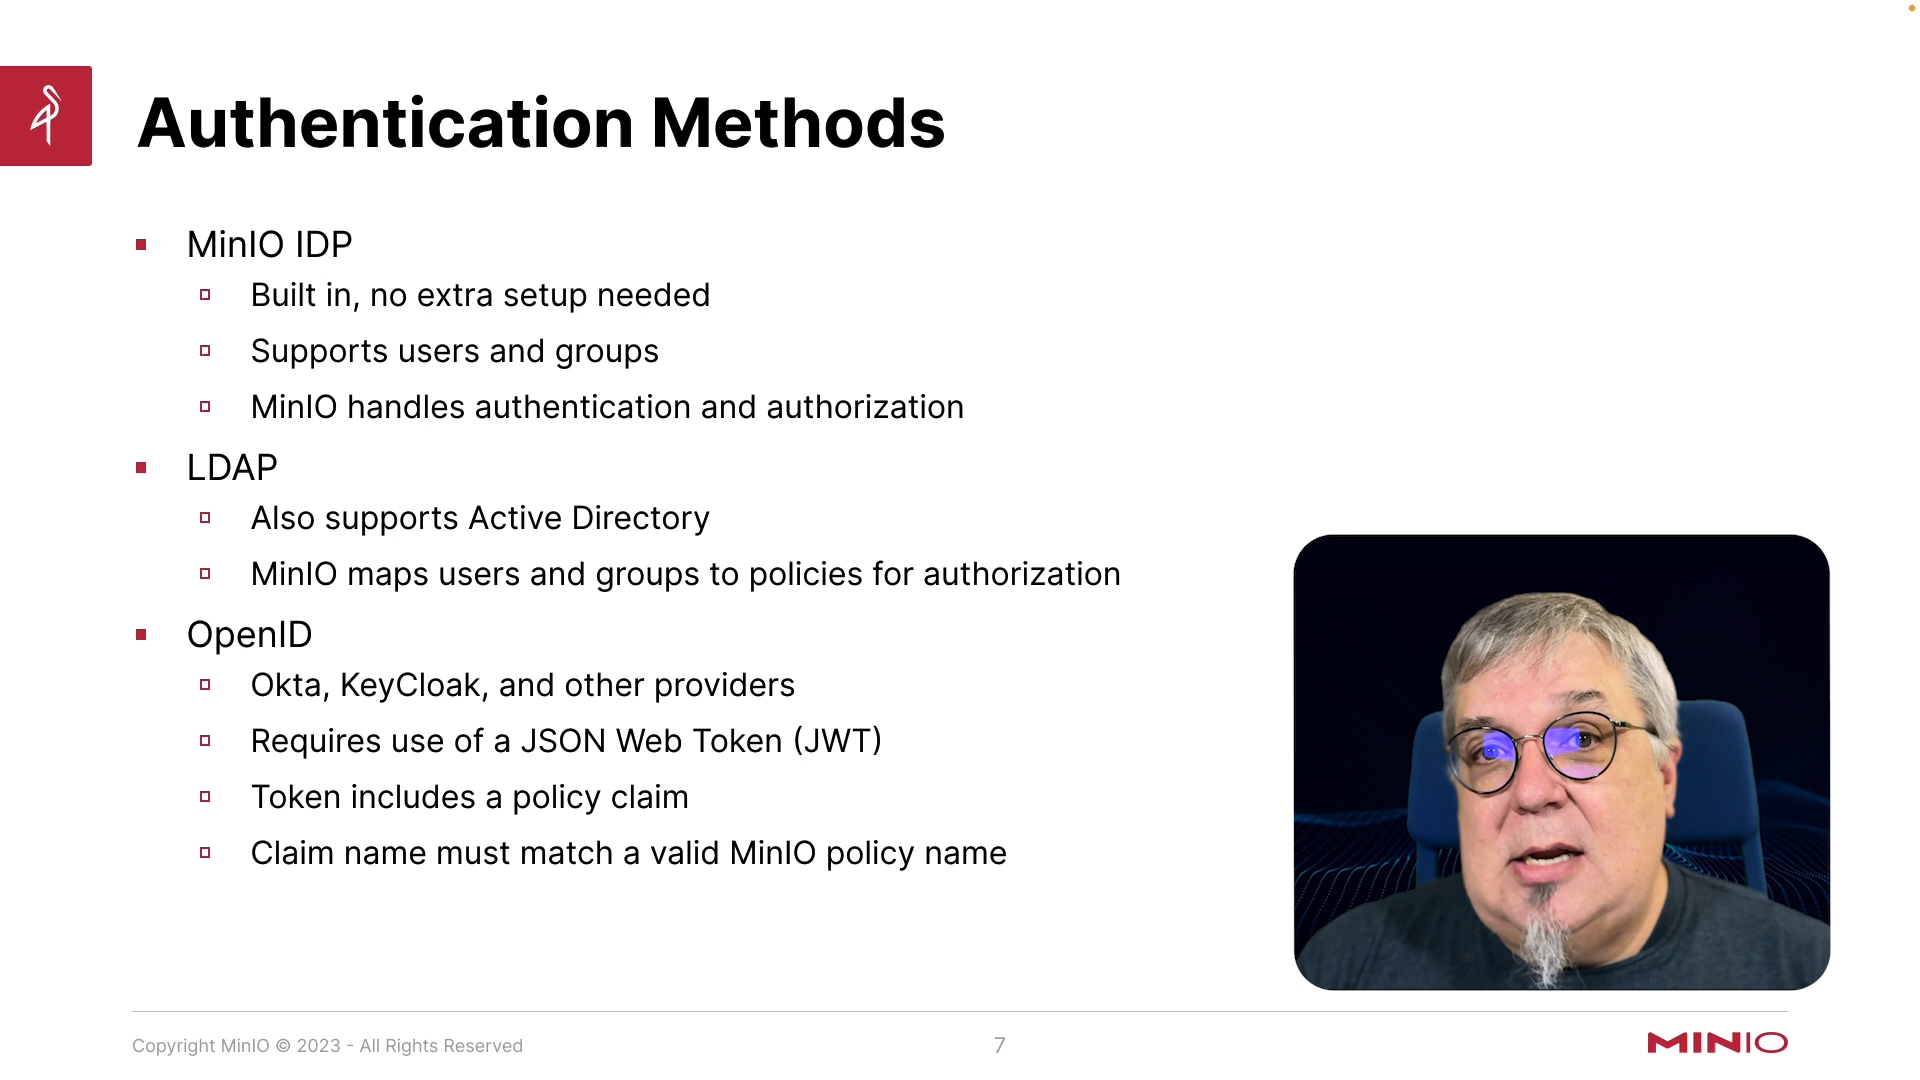 Authentication Methods
MinIO IDP
Built in, no extra setup needed
Supports users and groups
MinIO handles authentication and authorization
LDAP
Also supports Active Directory
MinIO maps users and groups to policies for authorization
OpenID
Okta, KeyCloak, and other providers
Requires use of a JSON Web Token (JWT)
Token includes a policy claim
Claim name must match a valid MinIO policy name
Copyright MinIO © 2023 - All Rights Reserved
7
MINIO